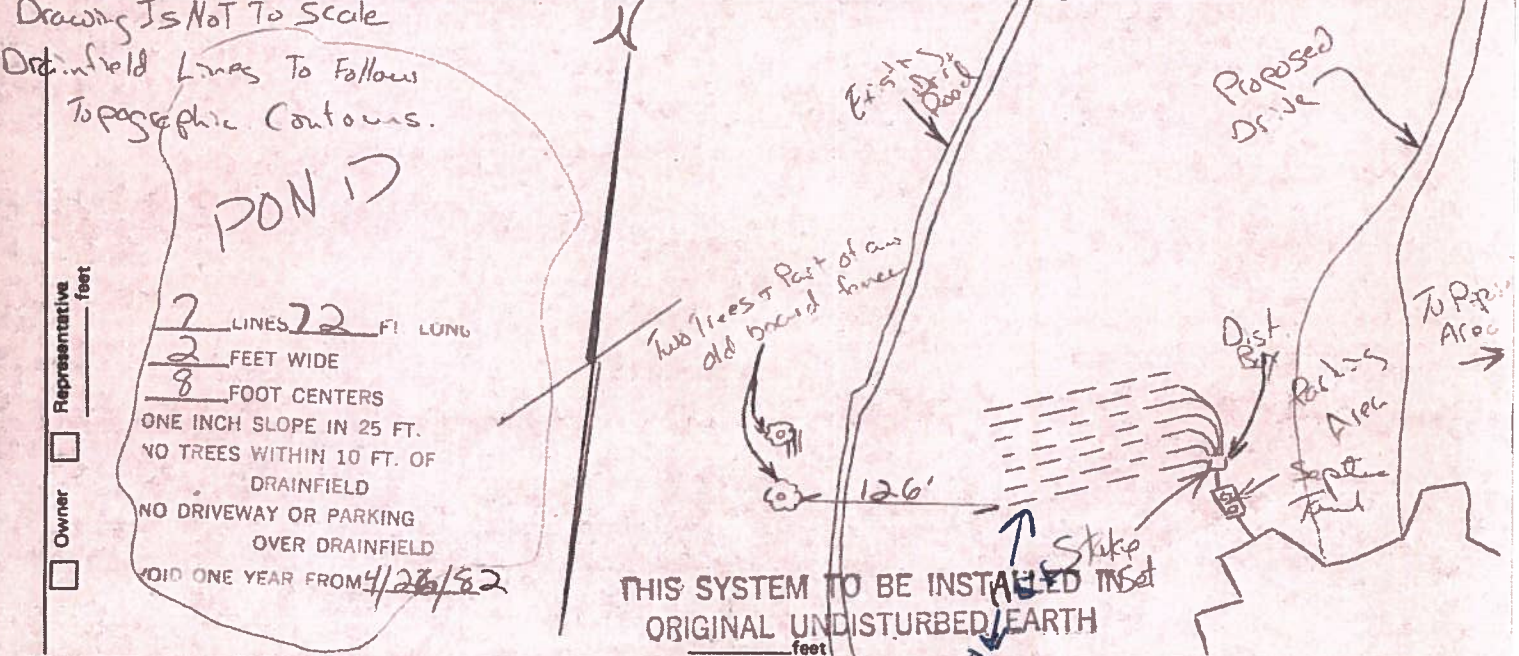 Drawing Is Not To Scale
Drainfield Lines To Follow
Topographic Contours.
N
POND
7 LINES 72 FT. LONG
2 FEET WIDE
8 FOOT CENTERS
ONE INCH SLOPE IN 25 FT.
NO TREES WITHIN 10 FT. OF
DRAINFIELD
NO DRIVEWAY OR PARKING
OVER DRAINFIELD
VOID ONE YEAR FROM 4/26/82
Representative
feet
Owner
Existing
Dirt
Road
Proposed
Drive
Two Trees + Part of an
old board fence
Dist.
Box
Parking
Area
To
Area
126'
Septic
Tank
Stake
Set
THIS SYSTEM TO BE INSTALLED IN
ORIGINAL UNDISTURBED EARTH
feet